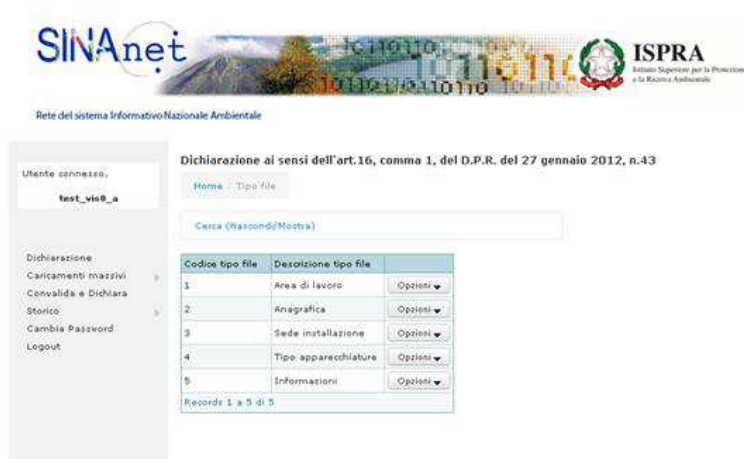 SINAnet
ISPRA
Istituto Superiore per la Protezione
e la Ricerca Ambientale
Rete del sistema Informativo Nazionale Ambientale
Utente connesso,
test_vis0_a
Dichiarazione
Caricamenti massivi
Convalida e Dichiara
Storico
Cambia Password
Logout
Dichiarazione ai sensi dell'art.16, comma 1, del D.P.R. del 27 gennaio 2012, n.43
Home / Tipo file
Cerca (Nascondi/Mostra)
Codice tipo file Descrizione tipo file
1 Area di lavoro Opzioni
2 Anagrafica Opzioni
3 Sede installazione Opzioni
4 Tipo apparecchiature Opzioni
5 Informazioni Opzioni
Records 1 a 5 di 5